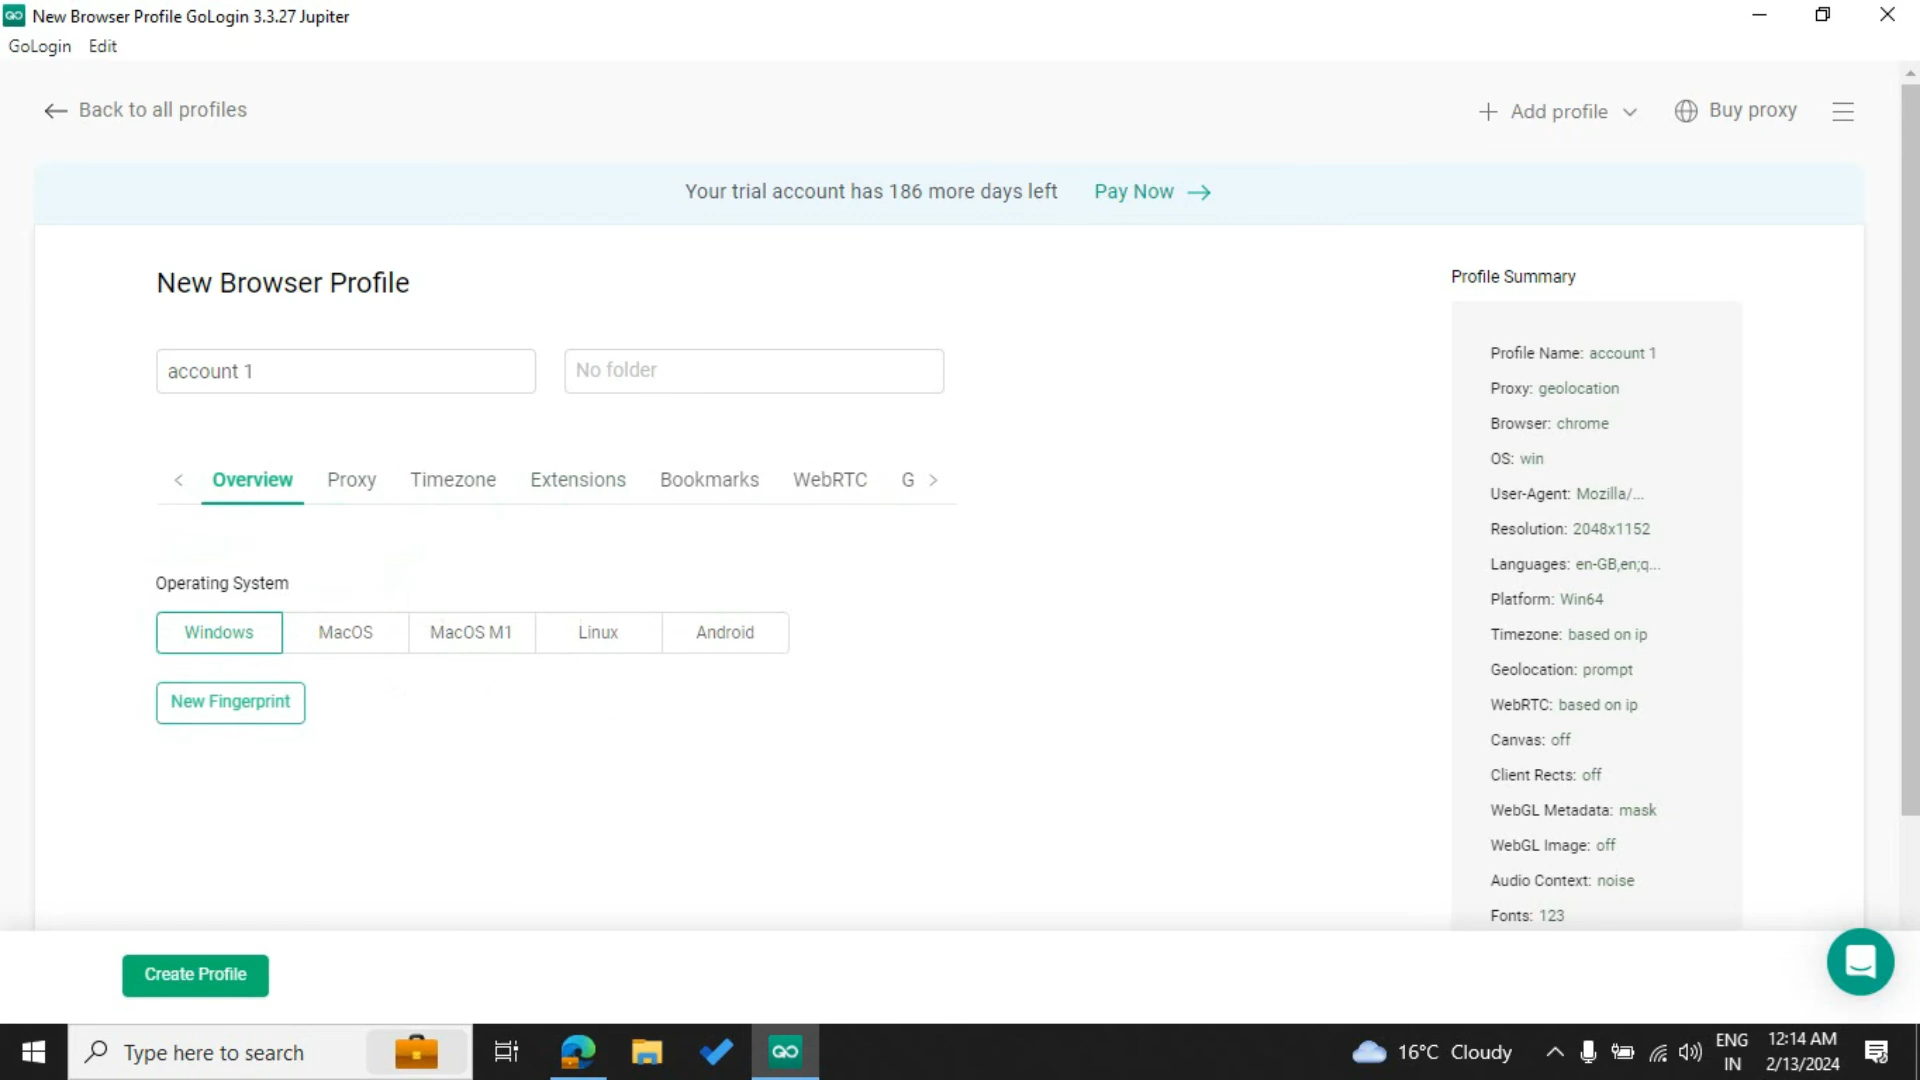 New Browser Profile GoLogin 3.3.27 Jupiter
GoLogin Edit
Back to all profiles
Add profile
Buy proxy
Your trial account has 186 more days left Pay Now
New Browser Profile
account 1
No folder
Overview Proxy Timezone Extensions Bookmarks WebRTC G
Operating System
Windows MacOS MacOS M1 Linux Android
New Fingerprint
Profile Summary
Profile Name: account 1
Proxy: geolocation
Browser: chrome
OS: win
User-Agent: Mozilla/...
Resolution: 2048x1152
Languages: en-GB,en;q...
Platform: Win64
Timezone: based on ip
Geolocation: prompt
WebRTC: based on ip
Canvas: off
Client Rects: off
WebGL Metadata: mask
WebGL Image: off
Audio Context: noise
Fonts: 123
Create Profile
Type here to search
GO
16°C Cloudy
ENG
IN
12:14 AM
2/13/2024